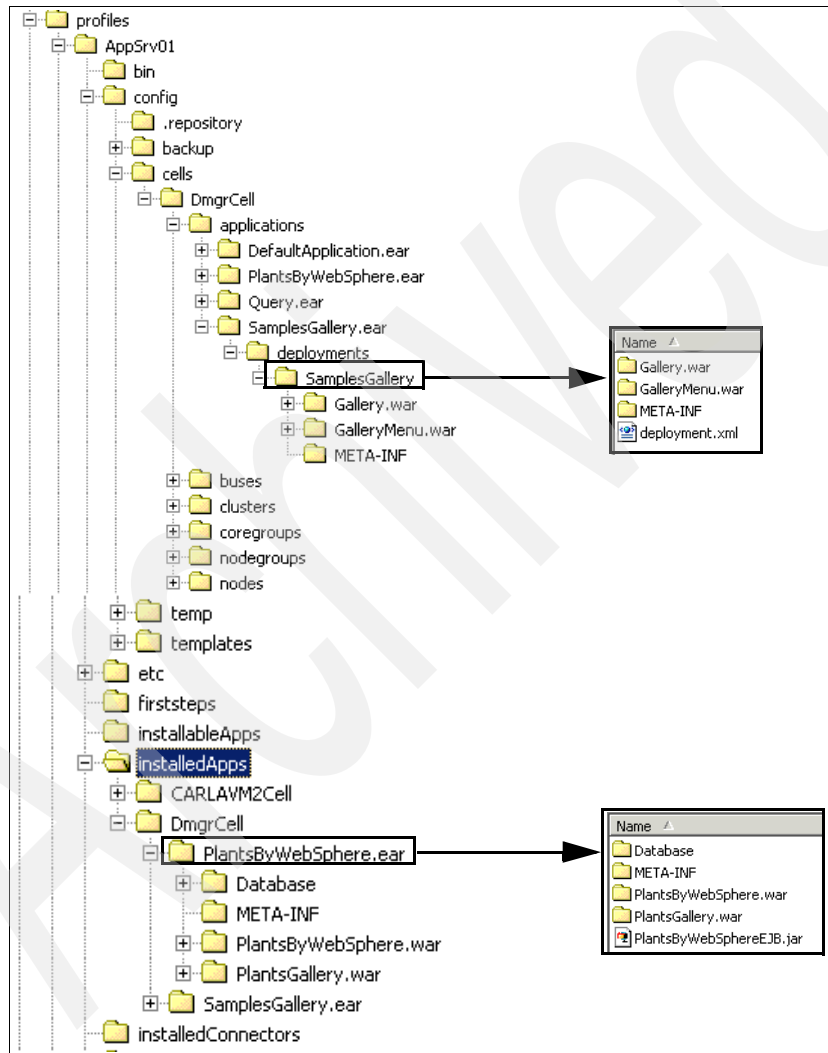 profiles
AppSrv01
bin
config
.repository
backup
cells
DmgrCell
applications
DefaultApplication.ear
PlantsByWebSphere.ear
Query.ear
SamplesGallery.ear
deployments
SamplesGallery
Gallery.war
GalleryMenu.war
META-INF
buses
clusters
coregroups
nodegroups
nodes
temp
templates
etc
firststeps
installableApps
installedApps
CARLAVM2Cell
DmgrCell
PlantsByWebSphere.ear
Database
META-INF
PlantsByWebSphere.war
PlantsGallery.war
SamplesGallery.ear
installedConnectors
Name
Gallery.war
GalleryMenu.war
META-INF
deployment.xml
Name
Database
META-INF
PlantsByWebSphere.war
PlantsGallery.war
PlantsByWebSphereEJB.jar
Archived